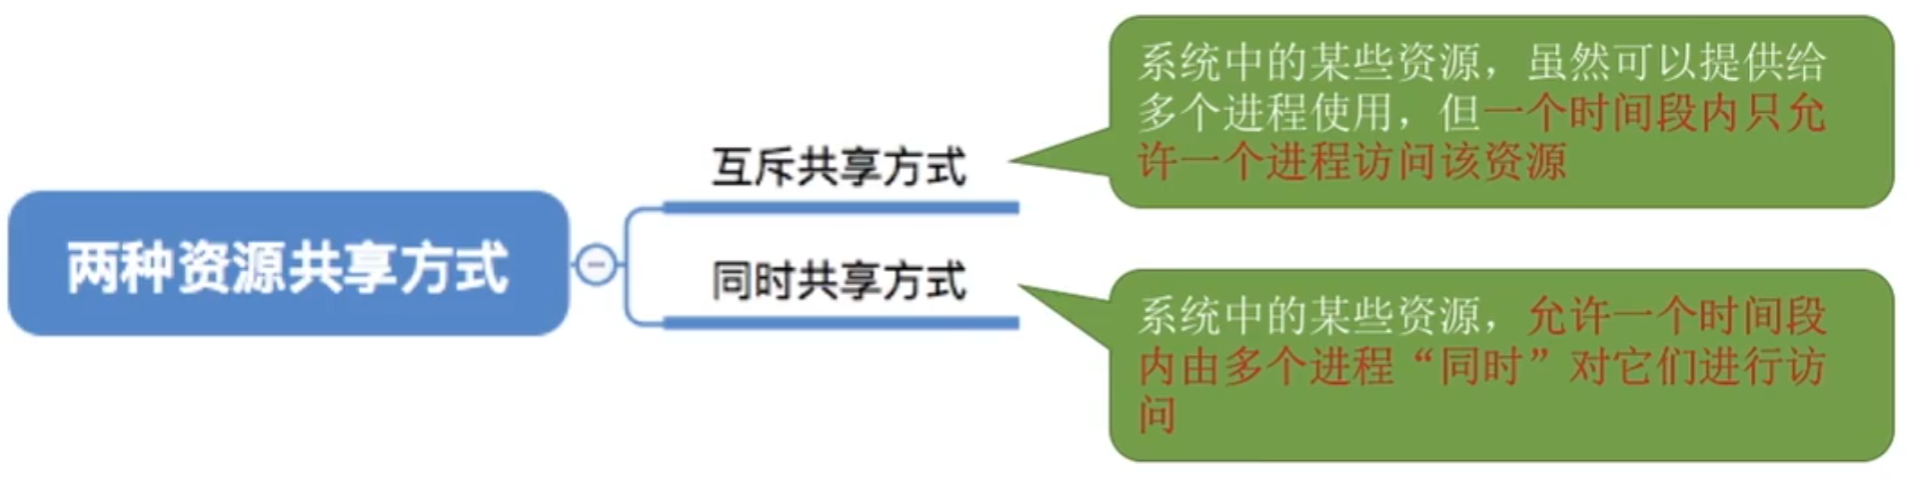 两种资源共享方式
互斥共享方式
系统中的某些资源，虽然可以提供给
多个进程使用，但一个时间段内只允
许一个进程访问该资源
同时共享方式
系统中的某些资源，允许一个时间段
内由多个进程“同时”对它们进行访
问